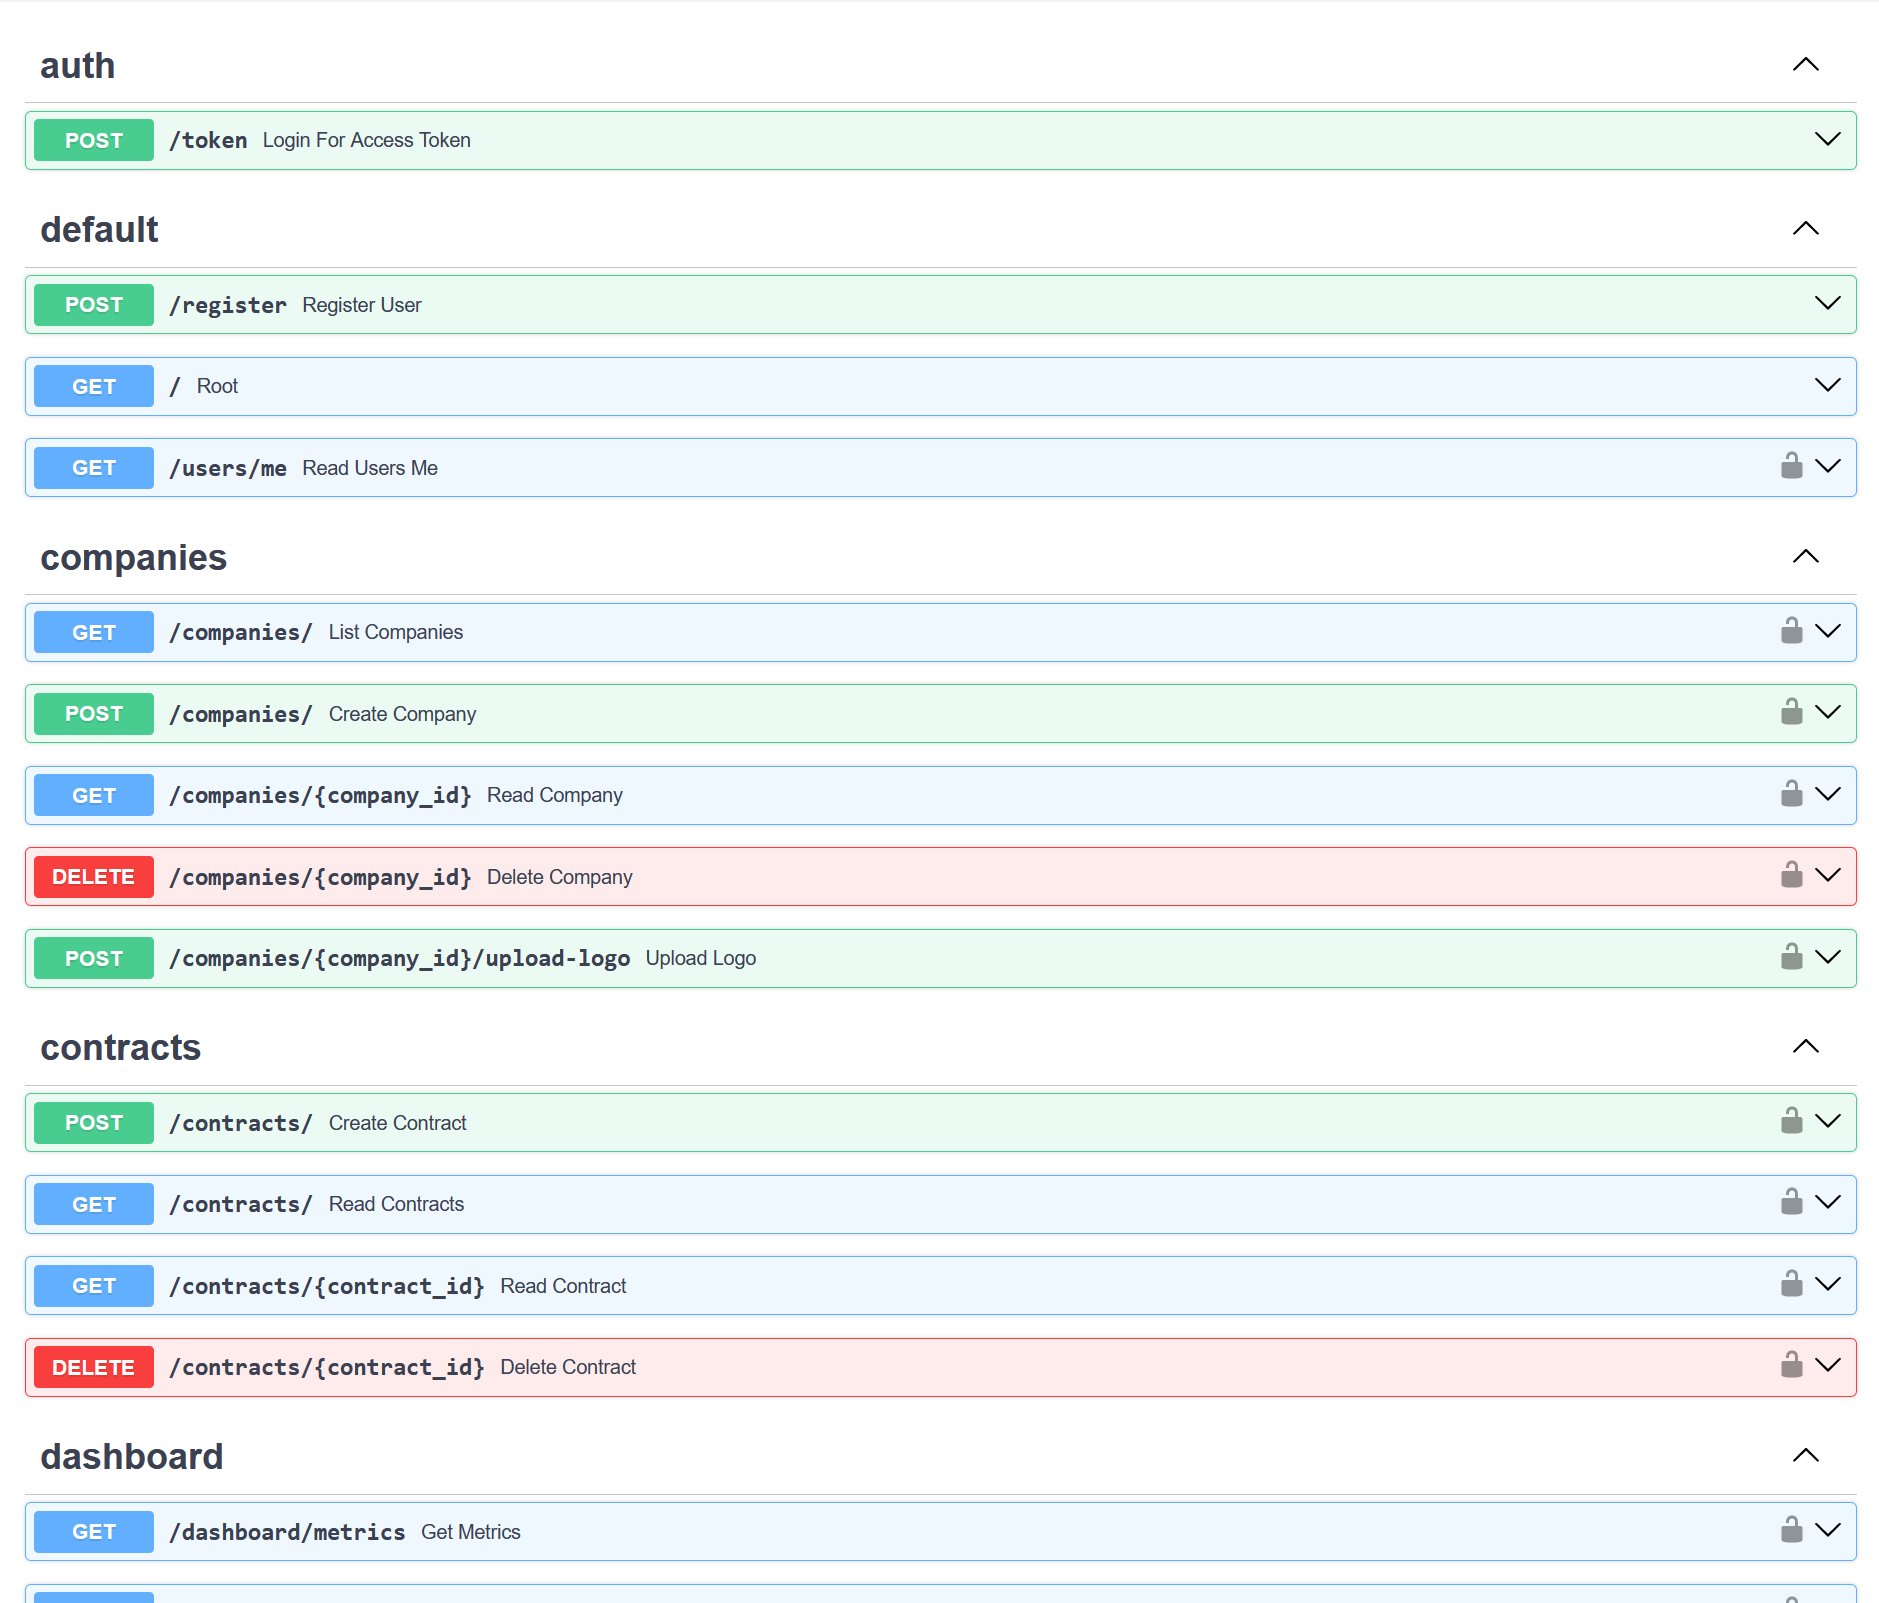 auth
POST /token Login For Access Token
default
POST /register Register User
GET / Root
GET /users/me Read Users Me
companies
GET /companies/ List Companies
POST /companies/ Create Company
GET /companies/{company_id} Read Company
DELETE /companies/{company_id} Delete Company
POST /companies/{company_id}/upload-logo Upload Logo
contracts
POST /contracts/ Create Contract
GET /contracts/ Read Contracts
GET /contracts/{contract_id} Read Contract
DELETE /contracts/{contract_id} Delete Contract
dashboard
GET /dashboard/metrics Get Metrics